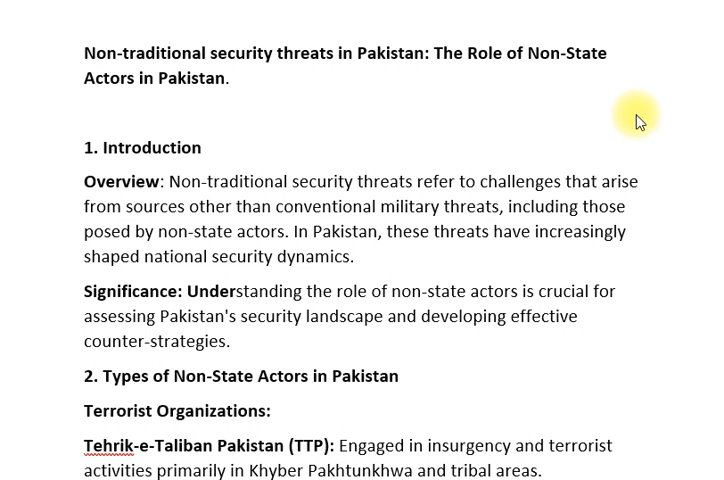 Non-traditional security threats in Pakistan: The Role of Non-State
Actors in Pakistan.
1. Introduction
Overview: Non-traditional security threats refer to challenges that arise
from sources other than conventional military threats, including those
posed by non-state actors. In Pakistan, these threats have increasingly
shaped national security dynamics.
Significance: Understanding the role of non-state actors is crucial for
assessing Pakistan's security landscape and developing effective
counter-strategies.
2. Types of Non-State Actors in Pakistan
Terrorist Organizations:
Tehrik-e-Taliban Pakistan (TTP): Engaged in insurgency and terrorist
activities primarily in Khyber Pakhtunkhwa and tribal areas.